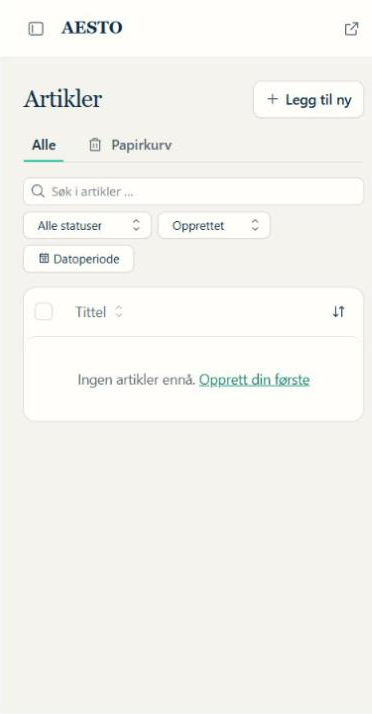 AESTO
Artikler
+ Legg til ny
Alle
Papirkurv
Søk i artikler ...
Alle statuser
Opprettet
Datoperiode
Tittel
Ingen artikler ennå. Opprett din første